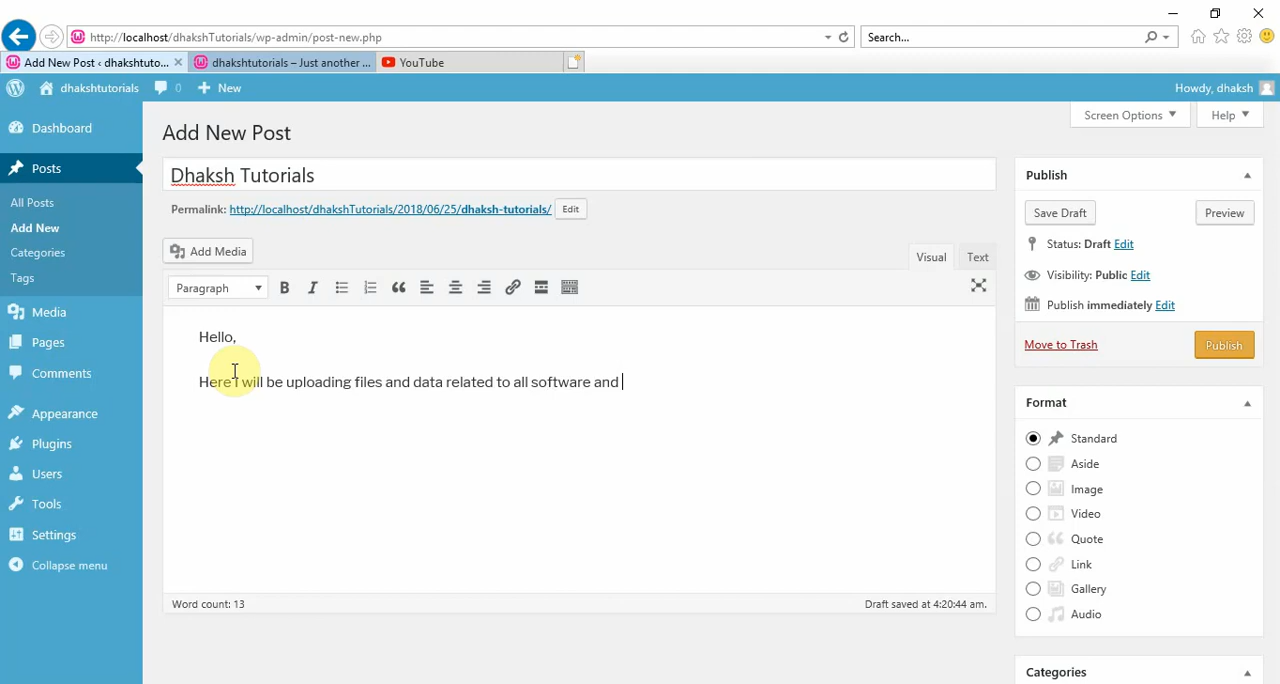 http://localhost/dhakshTutorials/wp-admin/post-new.php
Search...
Add New Post ‹ dhakshtuto...
dhakshtutorials – Just another ...
YouTube
dhakshtutorials
0
New
Howdy, dhaksh
Dashboard
Posts
All Posts
Add New
Categories
Tags
Media
Pages
Comments
Appearance
Plugins
Users
Tools
Settings
Collapse menu
Screen Options
Help
Add New Post
Dhaksh Tutorials
Permalink: http://localhost/dhakshTutorials/2018/06/25/dhaksh-tutorials/ Edit
Add Media
Visual
Text
Paragraph
B I
Hello,
Here I will be uploading files and data related to all software and
Word count: 13
Draft saved at 4:20:44 am.
Publish
Save Draft
Preview
Status: Draft Edit
Visibility: Public Edit
Publish immediately Edit
Move to Trash
Publish
Format
Standard
Aside
Image
Video
Quote
Link
Gallery
Audio
Categories